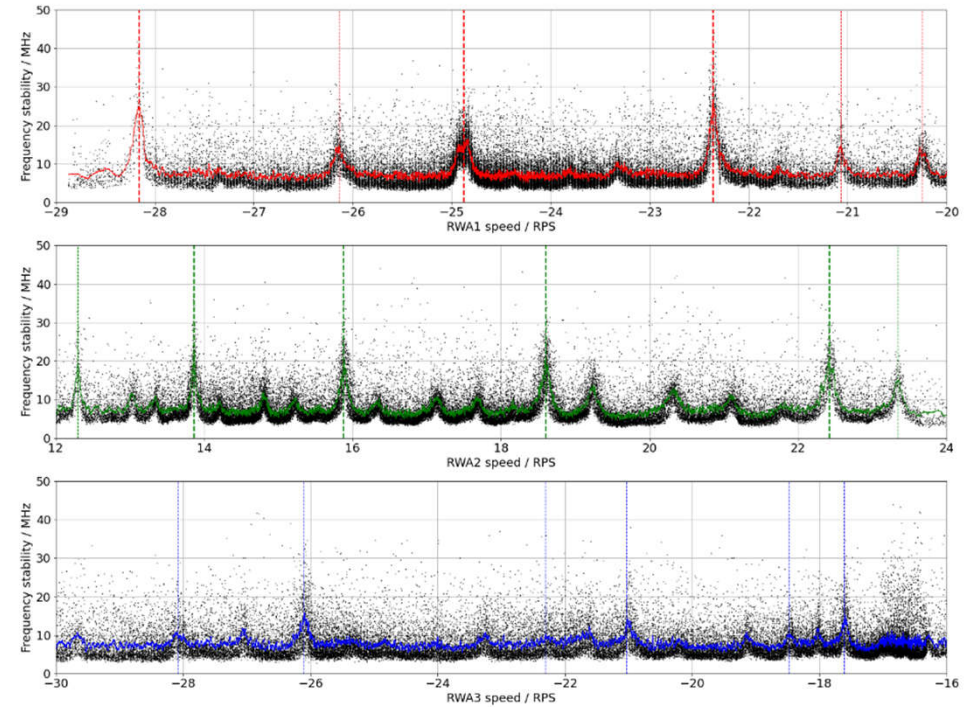 50
40
30
20
10
0
Frequency stability / MHz
−29 −28 −27 −26 −25 −24 −23 −22 −21 −20
RWA1 speed / RPS
50
40
30
20
10
0
Frequency stability / MHz
12 14 16 18 20 22 24
RWA2 speed / RPS
50
40
30
20
10
0
Frequency stability / MHz
−30 −28 −26 −24 −22 −20 −18 −16
RWA3 speed / RPS